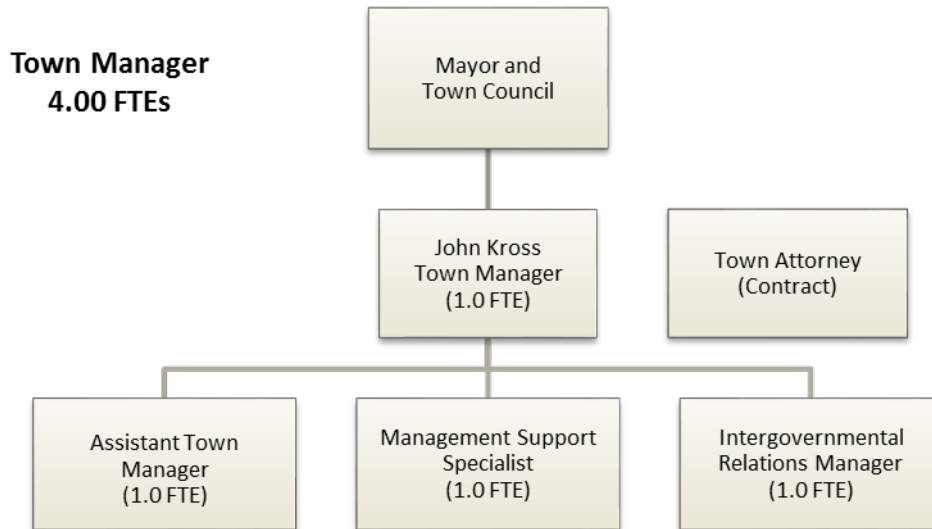 Town Manager
4.00 FTEs
Mayor and
Town Council
John Kross
Town Manager
(1.0 FTE)
Town Attorney
(Contract)
Assistant Town
Manager
(1.0 FTE)
Management Support
Specialist
(1.0 FTE)
Intergovernmental
Relations Manager
(1.0 FTE)